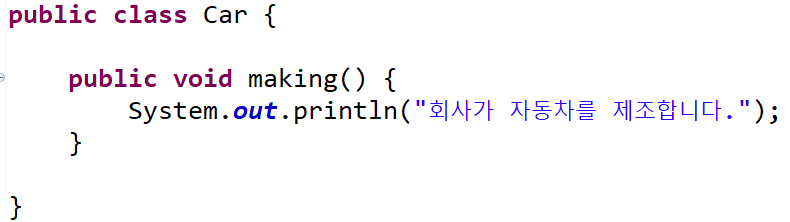 public class Car {
public void making() {
System.out.println("회사가 자동차를 제조합니다.");
}
}